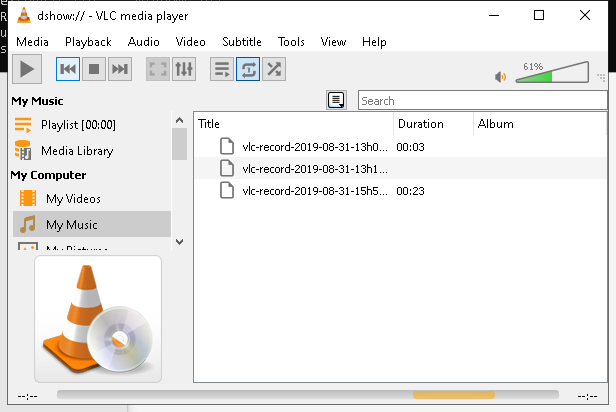 dshow:// - VLC media player
Media Playback Audio Video Subtitle Tools View Help
61%
My Music
Playlist [00:00]
Media Library
My Computer
My Videos
My Music
Search
Title Duration Album
vlc-record-2019-08-31-13h0... 00:03
vlc-record-2019-08-31-13h1...
vlc-record-2019-08-31-15h5... 00:23
--:--
--:--